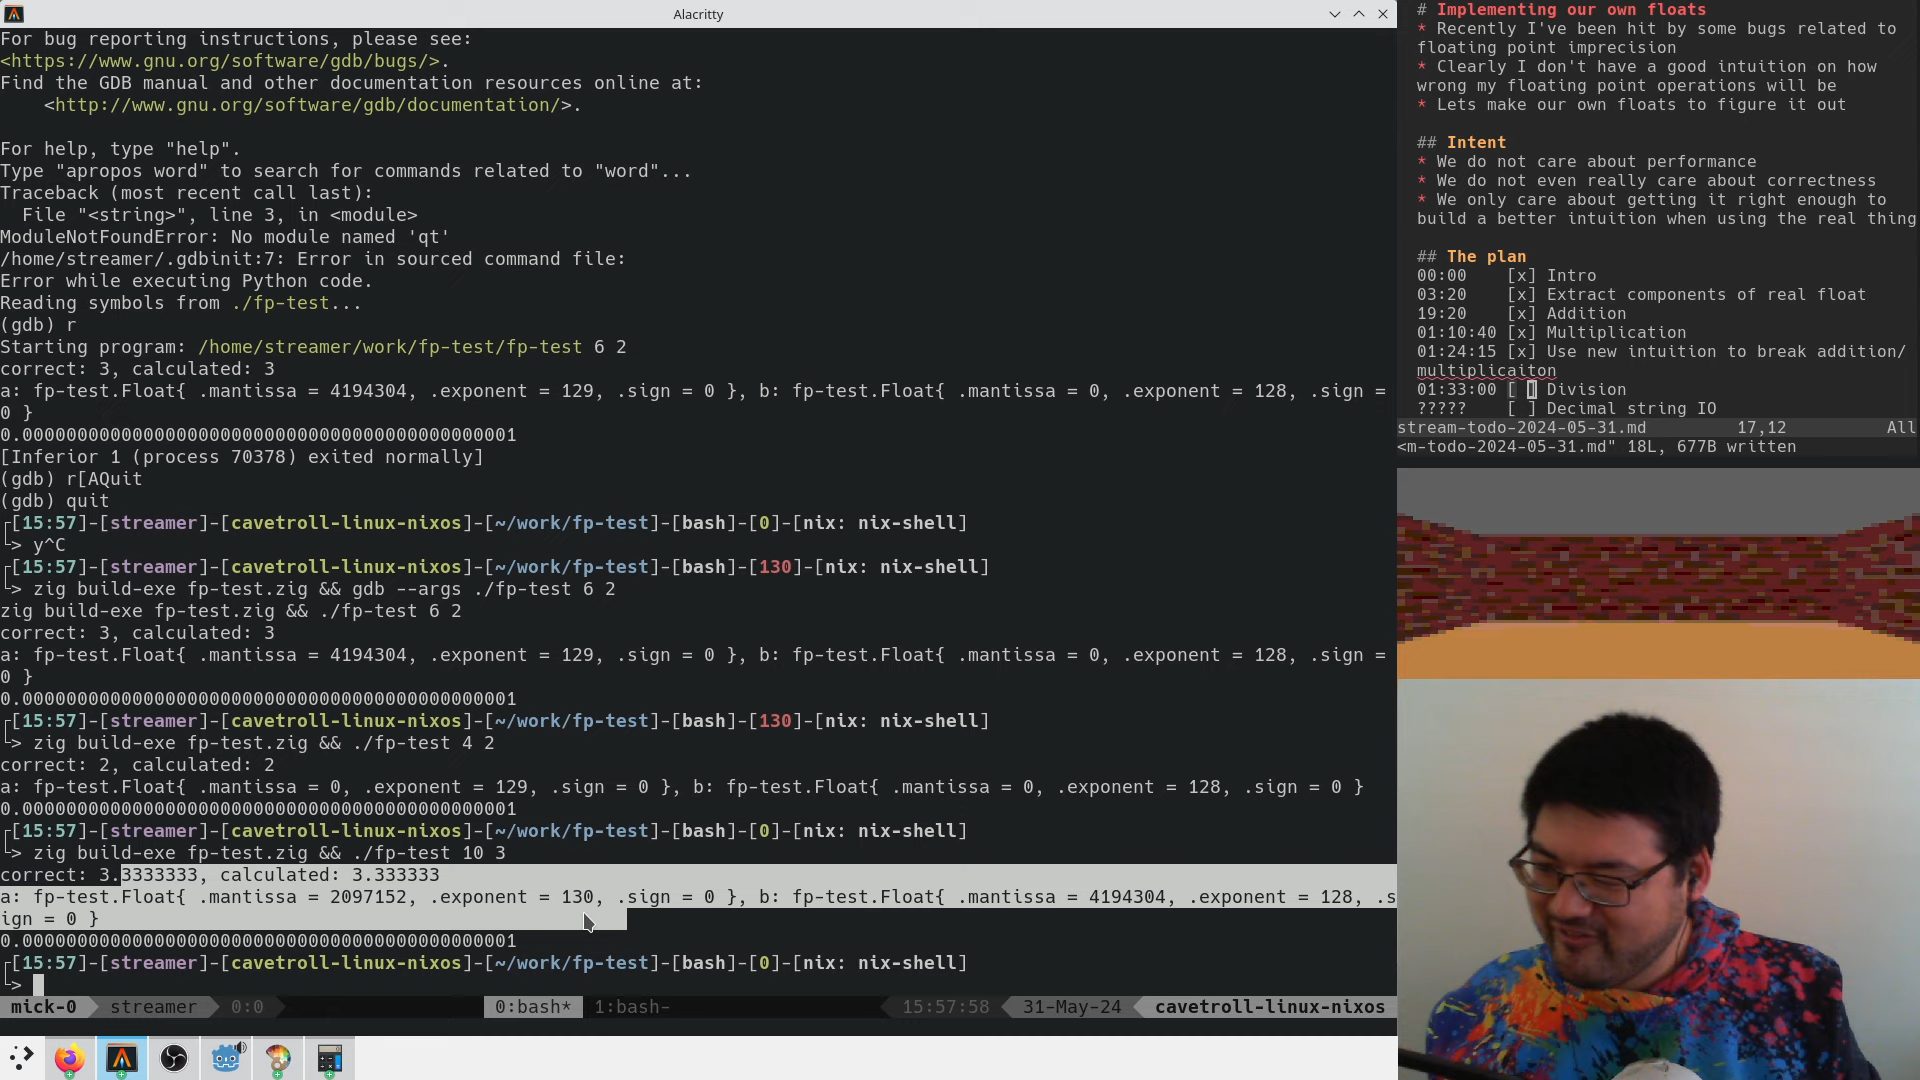 Alacritty
For bug reporting instructions, please see:
<https://www.gnu.org/software/gdb/bugs/>.
Find the GDB manual and other documentation resources online at:
<http://www.gnu.org/software/gdb/documentation/>.
For help, type "help".
Type "apropos word" to search for commands related to "word"...
Traceback (most recent call last):
File "<string>", line 3, in <module>
ModuleNotFoundError: No module named 'qt'
/home/streamer/.gdbinit:7: Error in sourced command file:
Error while executing Python code.
Reading symbols from ./fp-test...
(gdb) r
Starting program: /home/streamer/work/fp-test/fp-test 6 2
correct: 3, calculated: 3
a: fp-test.Float{ .mantissa = 4194304, .exponent = 129, .sign = 0 }, b: fp-test.Float{ .mantissa = 0, .exponent = 128, .sign =
0 }
[Inferior 1 (process 70378) exited normally]
(gdb) r[AQuit
(gdb) quit
┌[15:57]-[streamer]-[cavetroll-linux-nixos]-[~/work/fp-test]-[bash]-[0]-[nix: nix-shell]
└> y^C
┌[15:57]-[streamer]-[cavetroll-linux-nixos]-[~/work/fp-test]-[bash]-[130]-[nix: nix-shell]
└> zig build-exe fp-test.zig && gdb --args ./fp-test 6 2
zig build-exe fp-test.zig && ./fp-test 6 2
correct: 3, calculated: 3
a: fp-test.Float{ .mantissa = 4194304, .exponent = 129, .sign = 0 }, b: fp-test.Float{ .mantissa = 0, .exponent = 128, .sign =
0 }
┌[15:57]-[streamer]-[cavetroll-linux-nixos]-[~/work/fp-test]-[bash]-[130]-[nix: nix-shell]
└> zig build-exe fp-test.zig && ./fp-test 4 2
correct: 2, calculated: 2
a: fp-test.Float{ .mantissa = 0, .exponent = 129, .sign = 0 }, b: fp-test.Float{ .mantissa = 0, .exponent = 128, .sign = 0 }
┌[15:57]-[streamer]-[cavetroll-linux-nixos]-[~/work/fp-test]-[bash]-[0]-[nix: nix-shell]
└> zig build-exe fp-test.zig && ./fp-test 10 3
correct: 3.3333333, calculated: 3.333333
a: fp-test.Float{ .mantissa = 2097152, .exponent = 130, .sign = 0 }, b: fp-test.Float{ .mantissa = 4194304, .exponent = 128, .s
ign = 0 }
┌[15:57]-[streamer]-[cavetroll-linux-nixos]-[~/work/fp-test]-[bash]-[0]-[nix: nix-shell]
└>
mick-0 streamer 0:0 0:bash* 1:bash- 15:57:58 31-May-24 cavetroll-linux-nixos
# Implementing our own floats
* Recently I've been hit by some bugs related to
floating point imprecision
* Clearly I don't have a good intuition on how
wrong my floating point operations will be
* Lets make our own floats to figure it out
## Intent
* We do not care about performance
* We do not even really care about correctness
* We only care about getting it right enough to
build a better intuition when using the real thing
## The plan
00:00 [x] Intro
03:20 [x] Extract components of real float
19:20 [x] Addition
01:10:40 [x] Multiplication
01:24:15 [x] Use new intuition to break addition/
multiplicaiton
01:33:00 [ ] Division
????? [ ] Decimal string IO
stream-todo-2024-05-31.md 17,12 All
<m-todo-2024-05-31.md" 18L, 677B written